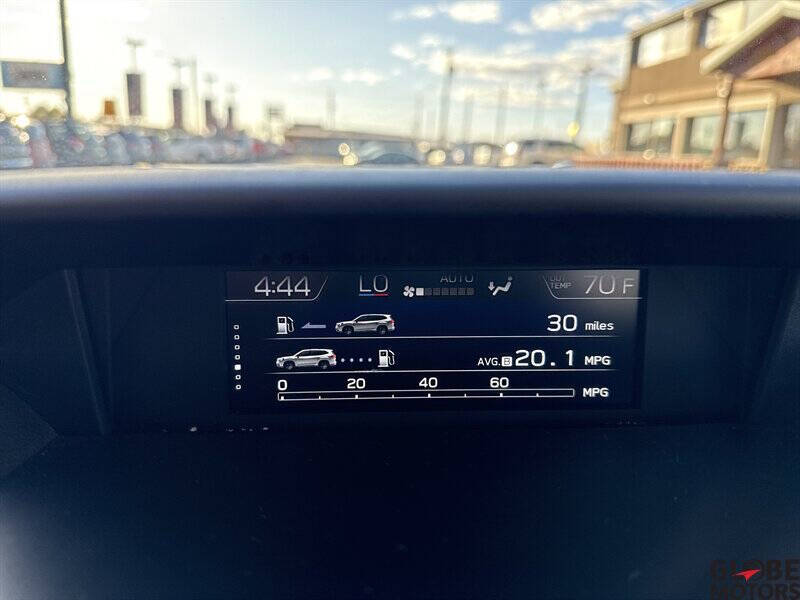 4:44 LO AUTO OUT TEMP 70 F
30 miles
AVG. B 20.1 MPG
0 20 40 60 MPG
GLOBE
MOTORS